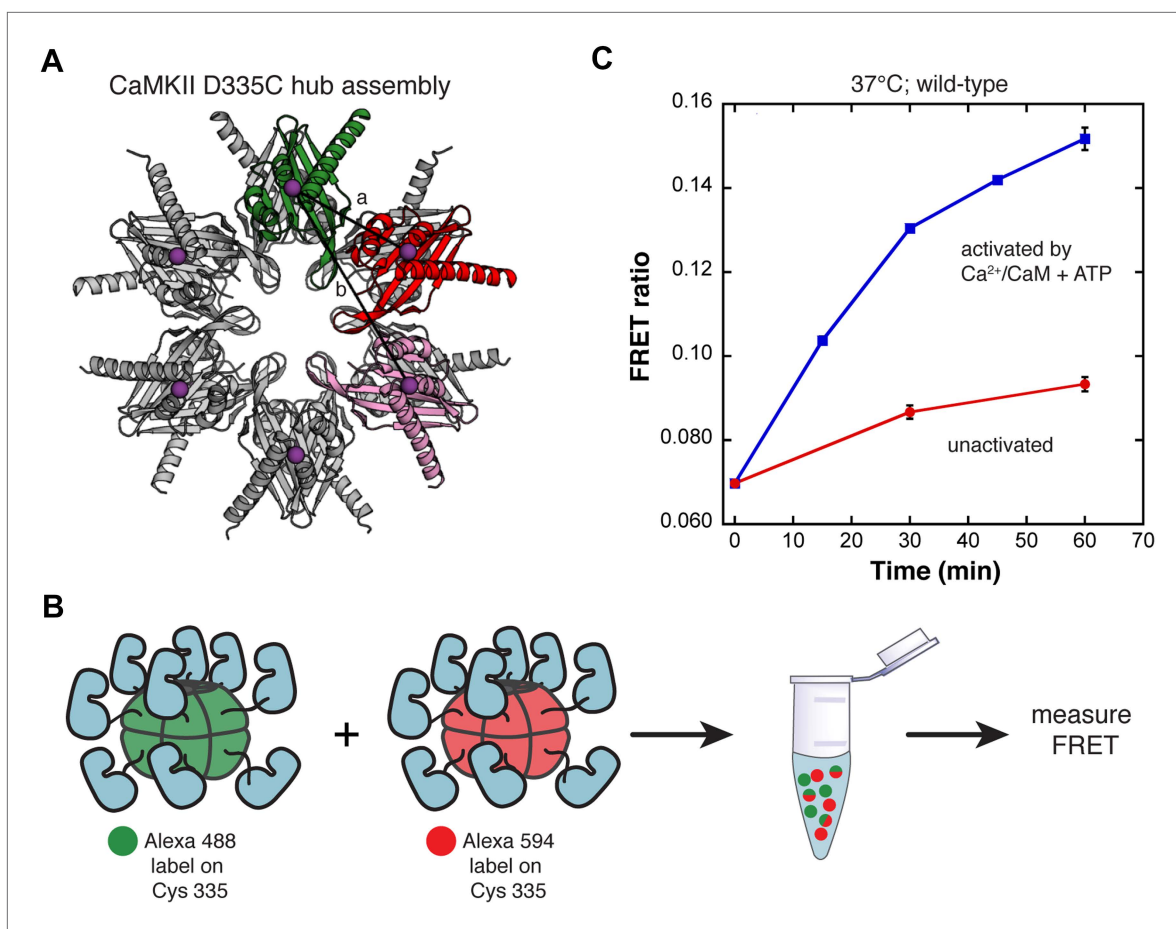 A
CaMKII D335C hub assembly
a
b
C
37°C; wild-type
FRET ratio
0.16
0.14
0.12
0.10
0.080
0.060
activated by
Ca²⁺/CaM + ATP
unactivated
0 10 20 30 40 50 60 70
Time (min)
B
+
Alexa 488
label on
Cys 335
Alexa 594
label on
Cys 335
measure
FRET